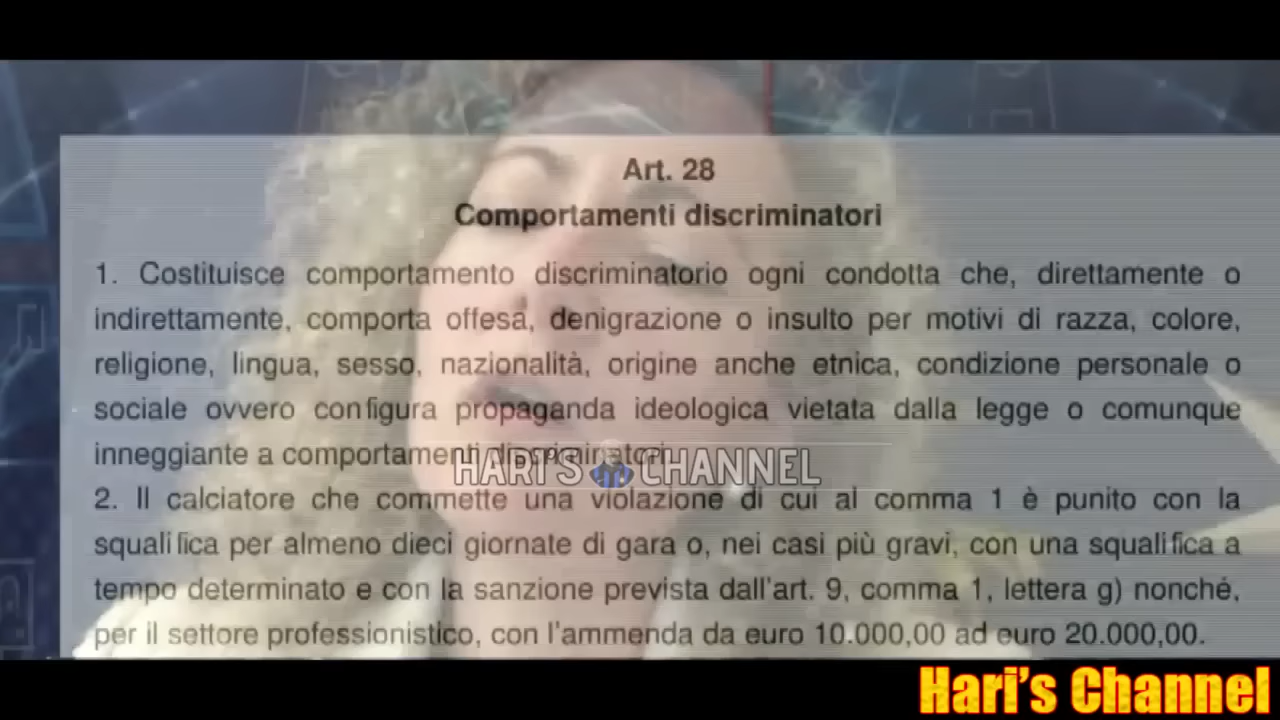 Art. 28
Comportamenti discriminatori
1. Costituisce comportamento discriminatorio ogni condotta che, direttamente o
indirettamente, comporta offesa, denigrazione o insulto per motivi di razza, colore,
religione, lingua, sesso, nazionalità, origine anche etnica, condizione personale o
sociale ovvero configura propaganda ideologica vietata dalla legge o comunque
inneggiante a comportamenti discriminatori.
HARI'S CHANNEL
2. Il calciatore che commette una violazione di cui al comma 1 è punito con la
squalifica per almeno dieci giornate di gara o, nei casi più gravi, con una squalifica a
tempo determinato e con la sanzione prevista dall'art. 9, comma 1, lettera g) nonché,
per il settore professionistico, con l'ammenda da euro 10.000,00 ad euro 20.000,00.
Hari's Channel